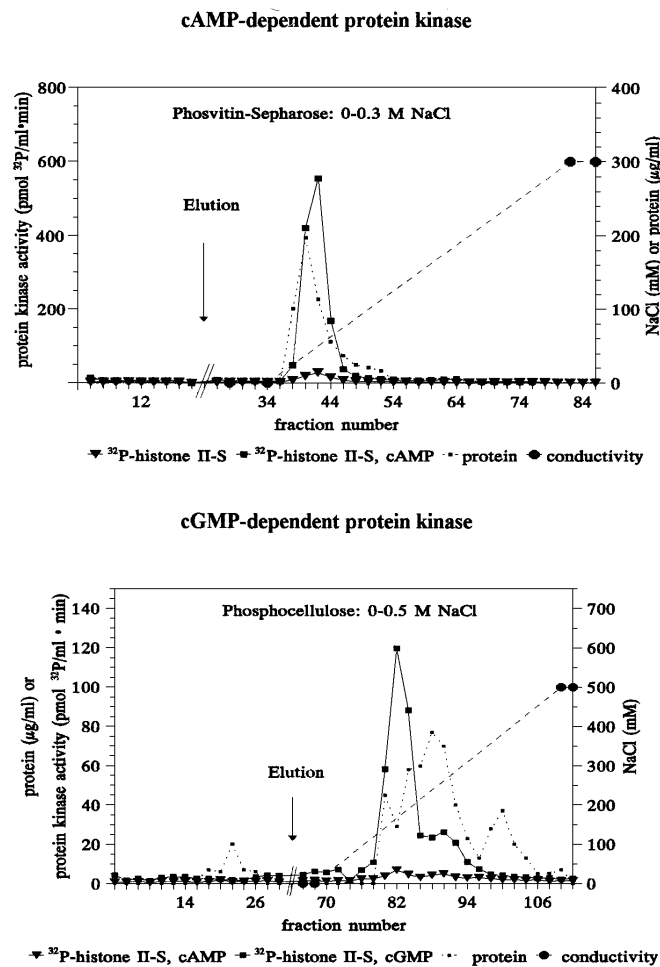 cAMP-dependent protein kinase
Phosvitin-Sepharose: 0-0.3 M NaCl
Elution
protein kinase activity (pmol ³²P/ml•min)
800
600
400
200
400
300
200
100
0
NaCl (mM) or protein (µg/ml)
12
34
44
54
64
74
84
fraction number
³²P-histone II-S
³²P-histone II-S, cAMP
protein
conductivity
cGMP-dependent protein kinase
Phosphocellulose: 0-0.5 M NaCl
Elution
protein (µg/ml) or
protein kinase activity (pmol ³²P/ml • min)
140
120
100
80
60
40
20
0
700
600
500
400
300
200
100
0
NaCl (mM)
14
26
70
82
94
106
fraction number
³²P-histone II-S, cAMP
³²P-histone II-S, cGMP
protein
conductivity